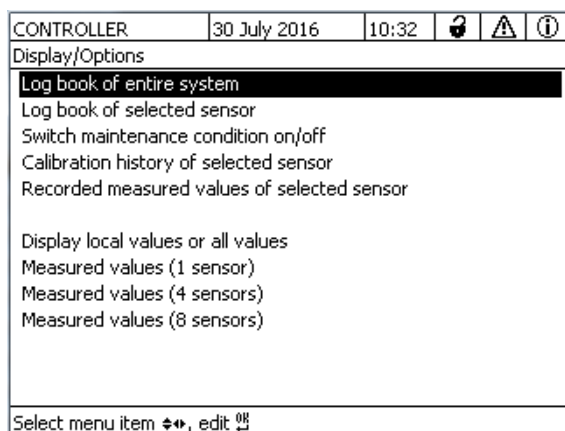 CONTROLLER 30 July 2016 10:32
Display/Options
Log book of entire system
Log book of selected sensor
Switch maintenance condition on/off
Calibration history of selected sensor
Recorded measured values of selected sensor
Display local values or all values
Measured values (1 sensor)
Measured values (4 sensors)
Measured values (8 sensors)
Select menu item , edit OK